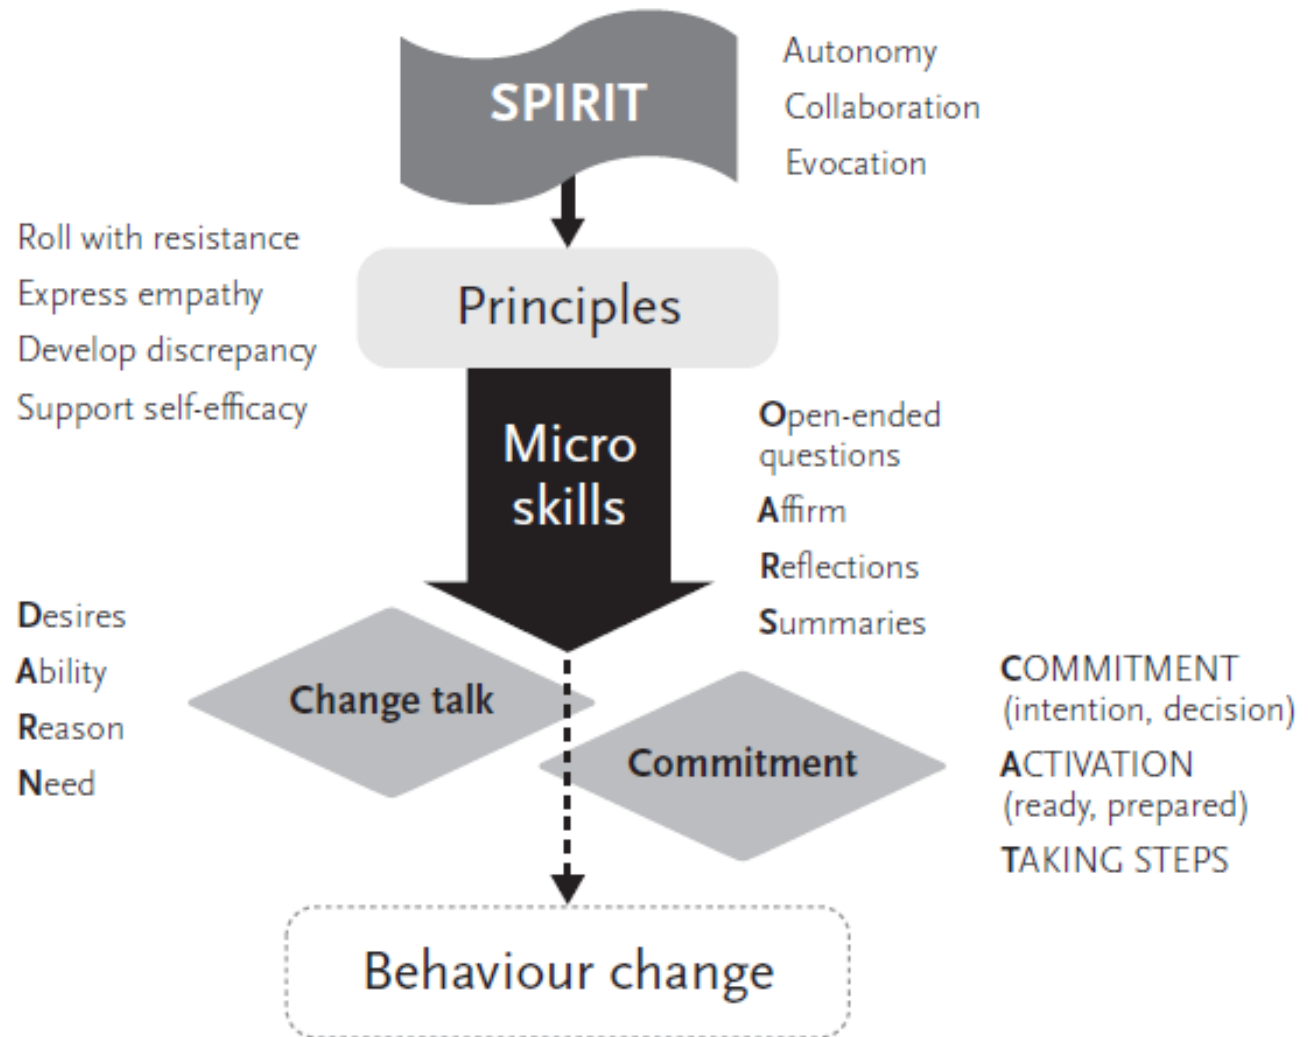 SPIRIT
Autonomy
Collaboration
Evocation
Roll with resistance
Express empathy
Develop discrepancy
Support self-efficacy
Principles
Micro
skills
Open-ended
questions
Affirm
Reflections
Summaries
Desires
Ability
Reason
Need
Change talk
Commitment
COMMITMENT
(intention, decision)
ACTIVATION
(ready, prepared)
TAKING STEPS
Behaviour change